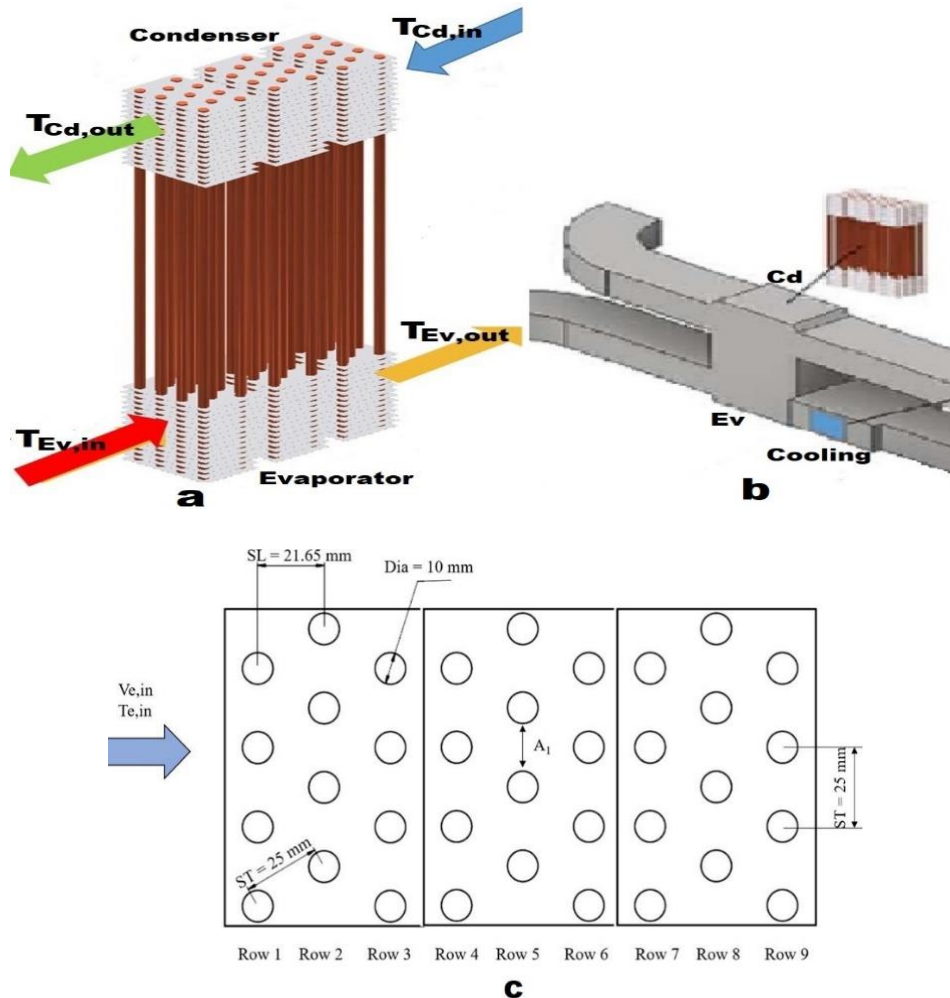 Condenser
TCd,in
TCd,out
TEv,out
TEv,in
Evaporator
a
Cd
Ev
Cooling
b
SL = 21.65 mm
Dia = 10 mm
Ve,in
Te,in
A1
ST = 25 mm
ST = 25 mm
Row 1 Row 2 Row 3 Row 4 Row 5 Row 6 Row 7 Row 8 Row 9
c